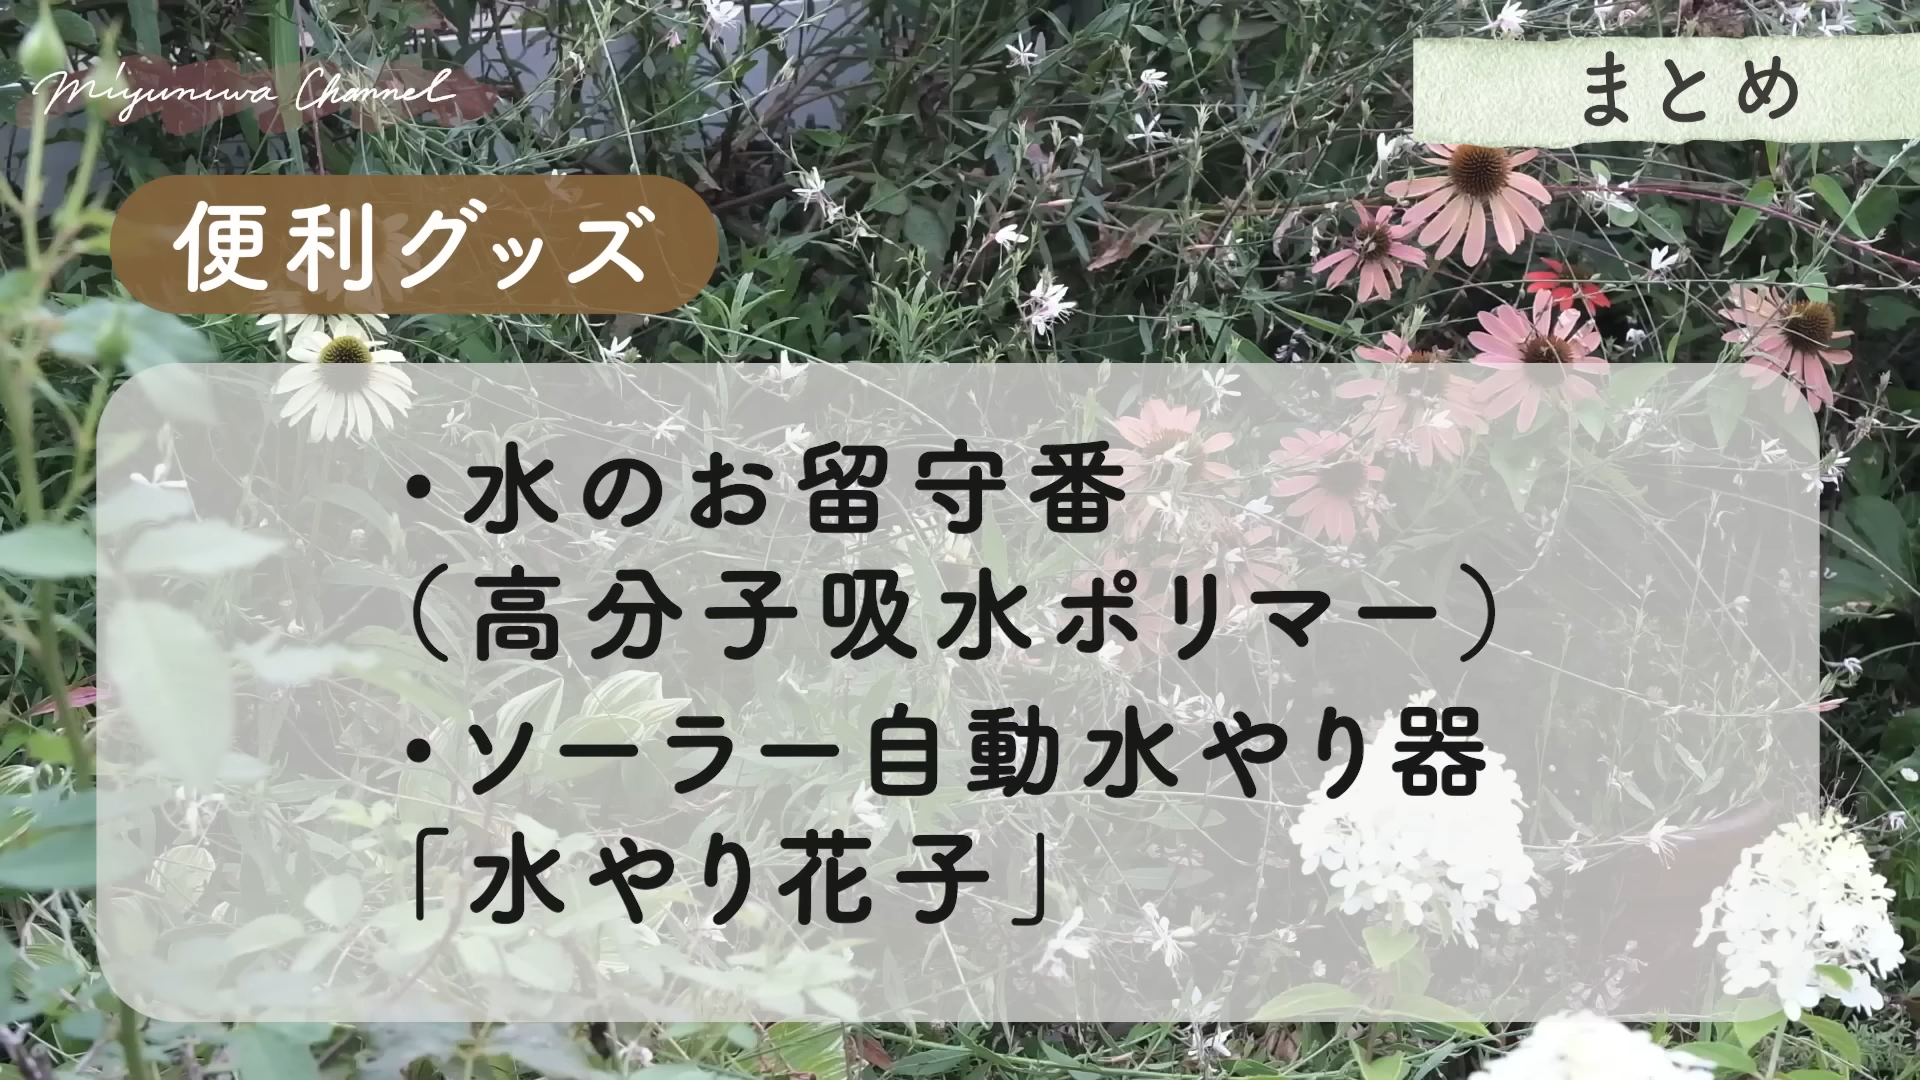 Miyuniwa Channel
まとめ
便利グッズ
・水のお留守番
（高分子吸水ポリマー）
・ソーラー自動水やり器
「水やり花子」